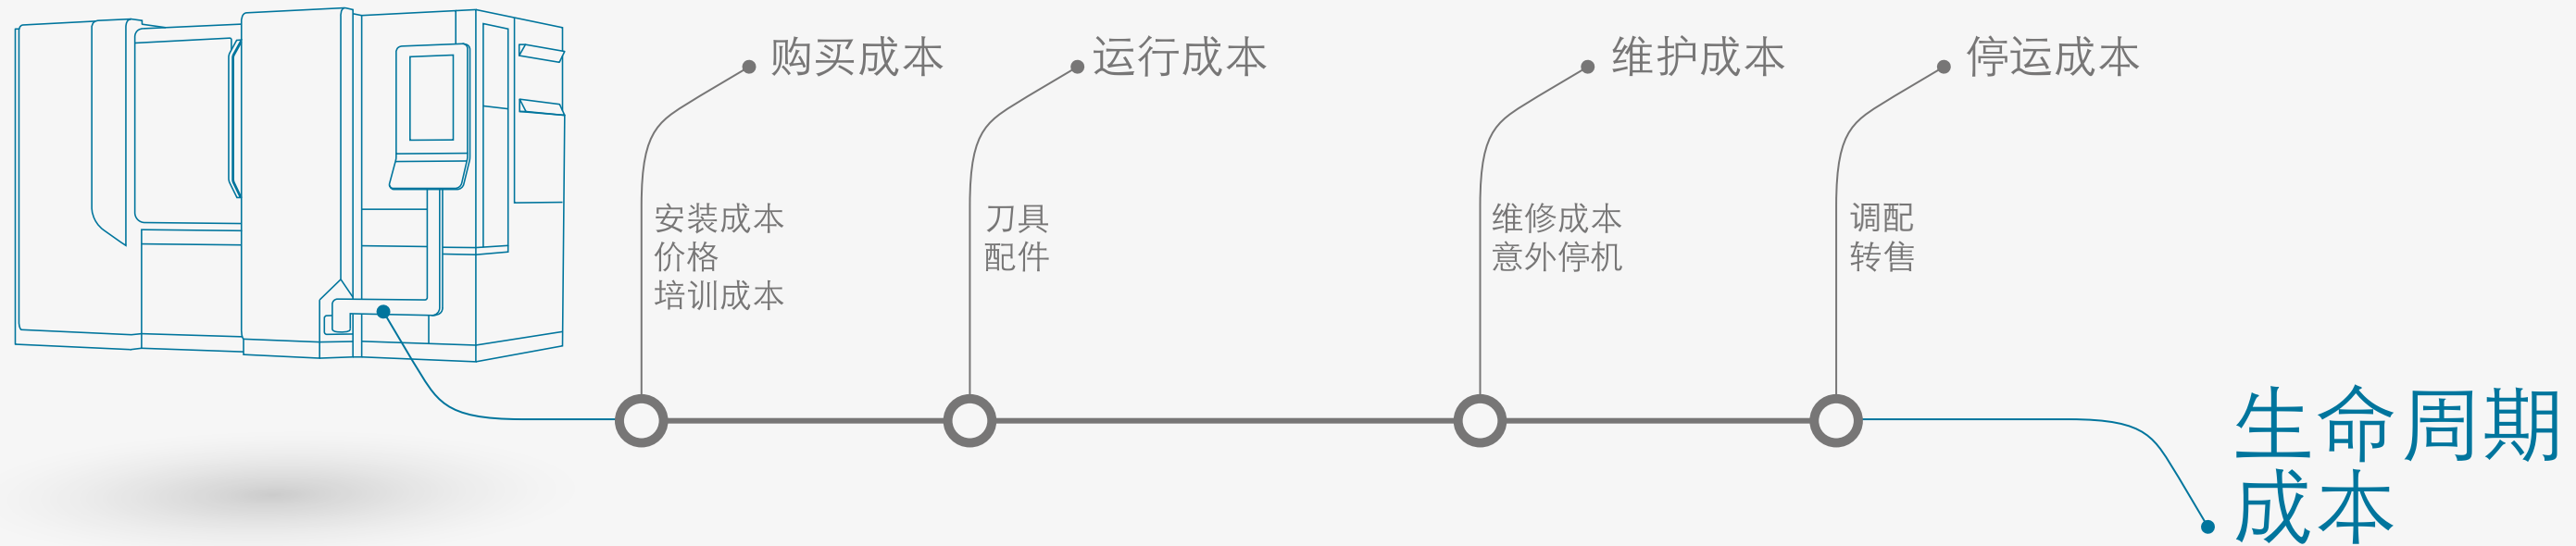 购买成本
安装成本
价格
培训成本
运行成本
刀具
配件
维护成本
维修成本
意外停机
停运成本
调配
转售
生命周期
成本